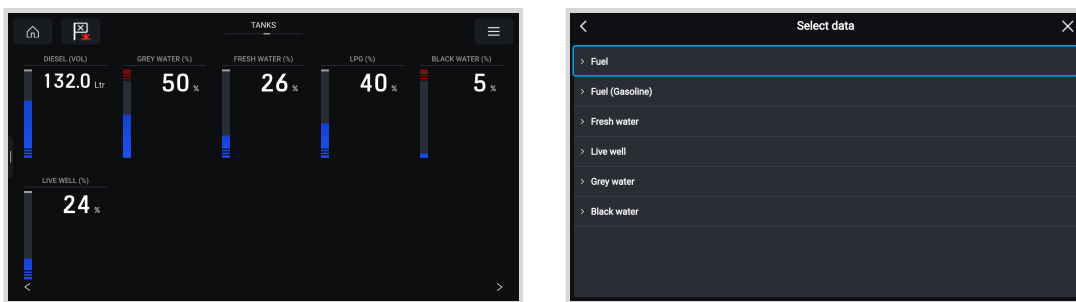 TANKS
DIESEL (VOL)
132.0 Ltr
GREY WATER (%)
50 %
FRESH WATER (%)
26 %
LPG (%)
40 %
BLACK WATER (%)
5 %
LIVE WELL (%)
24 %
Select data
Fuel
Fuel (Gasoline)
Fresh water
Live well
Grey water
Black water